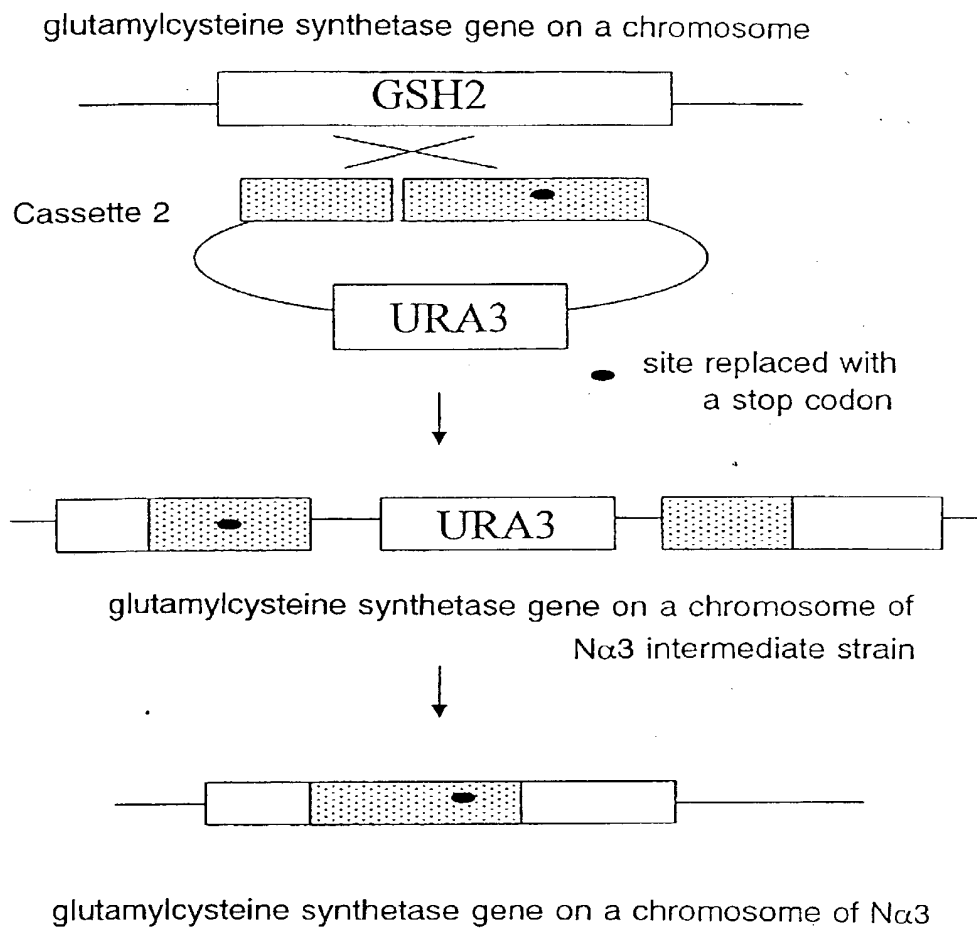 glutamylcysteine synthetase gene on a chromosome
GSH2
Cassette 2
URA3
site replaced with
a stop codon
URA3
glutamylcysteine synthetase gene on a chromosome of
Nα3 intermediate strain
glutamylcysteine synthetase gene on a chromosome of Nα3